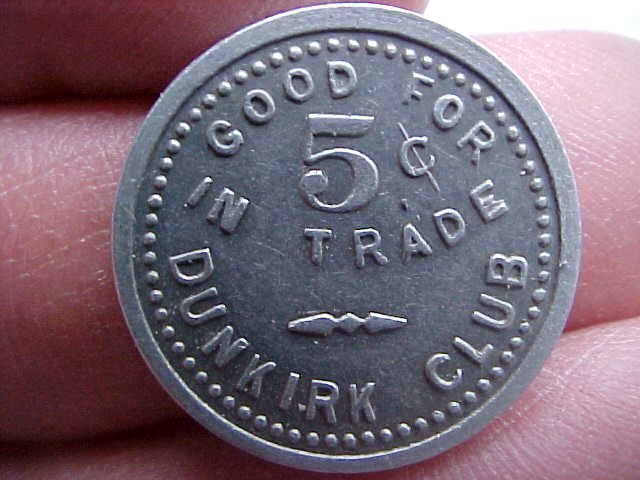 GOOD FOR
5¢
IN TRADE
DUNKIRK CLUB